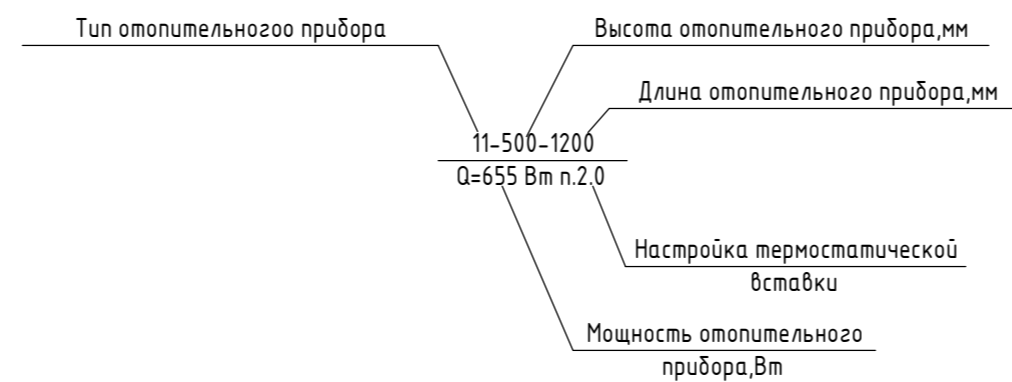 Тип отопительногоо прибора
Высота отопительного прибора,мм
Длина отопительного прибора,мм
11-500-1200
Q=655 Вт п.2.0
Настройка термостатической
вставки
Мощность отопительного
прибора,Вт